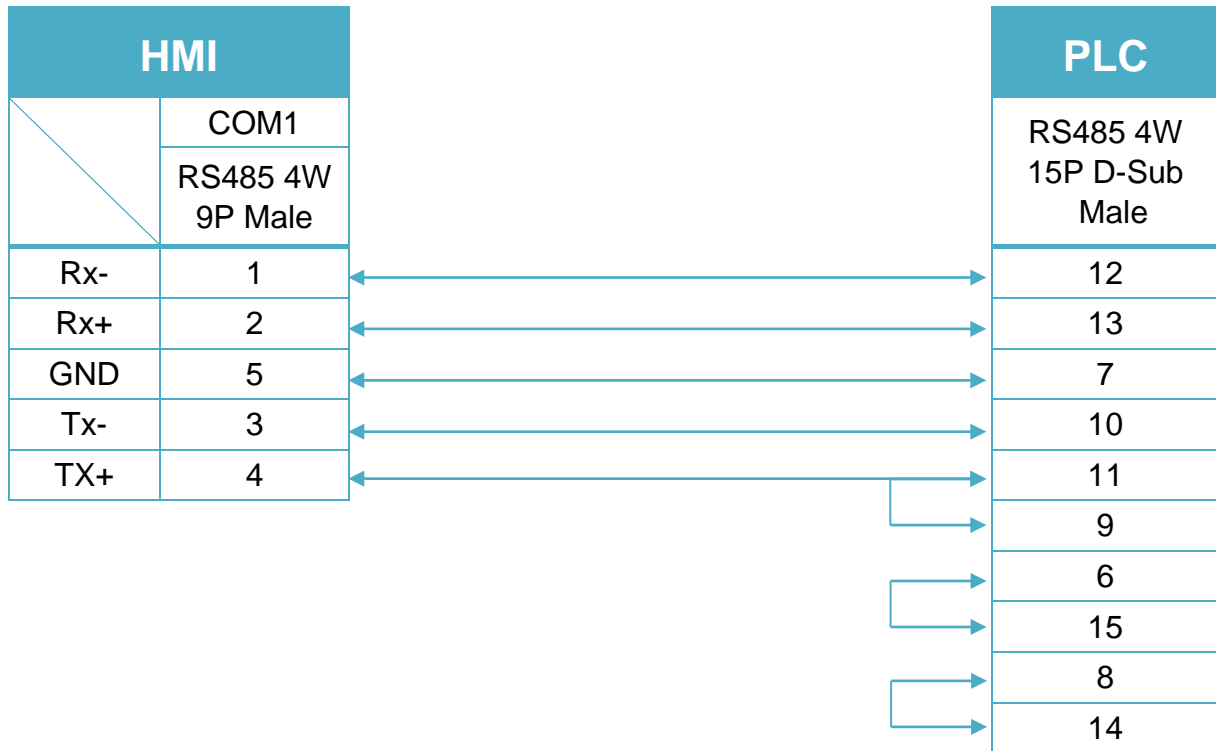 HMI
PLC
COM1
RS485 4W
9P Male
RS485 4W
15P D-Sub
Male
Rx- 1 12
Rx+ 2 13
GND 5 7
Tx- 3 10
TX+ 4 11
9
6
15
8
14